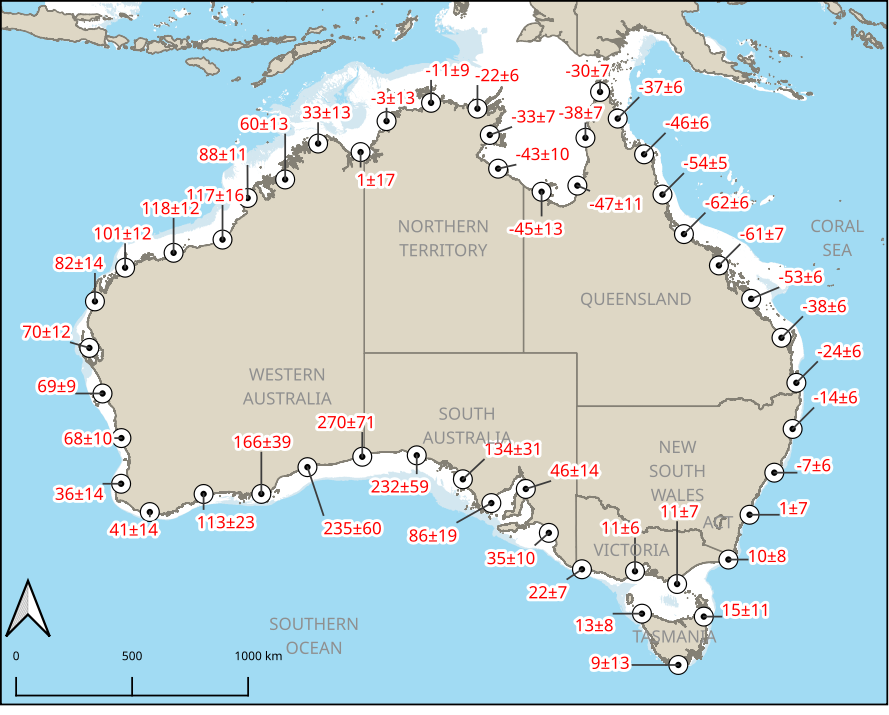 -11±9
-22±6
-30±7
-37±6
-3±13
33±13
60±13
-33±7
-38±7
-46±6
88±11
-43±10
1±17
-54±5
117±16
118±12
-47±11
-62±6
101±12
-45±13
NORTHERN
TERRITORY
CORAL
SEA
82±14
-61±7
-53±6
QUEENSLAND
-38±6
70±12
-24±6
69±9
WESTERN
AUSTRALIA
SOUTH
AUSTRALIA
-14±6
270±71
68±10
166±39
134±31
NEW
SOUTH
WALES
46±14
-7±6
36±14
232±59
41±14
113±23
235±60
86±19
11±7
ACT
1±7
11±6
35±10
VICTORIA
10±8
22±7
15±11
13±8
TASMANIA
9±13
SOUTHERN
OCEAN
0
500
1000 km